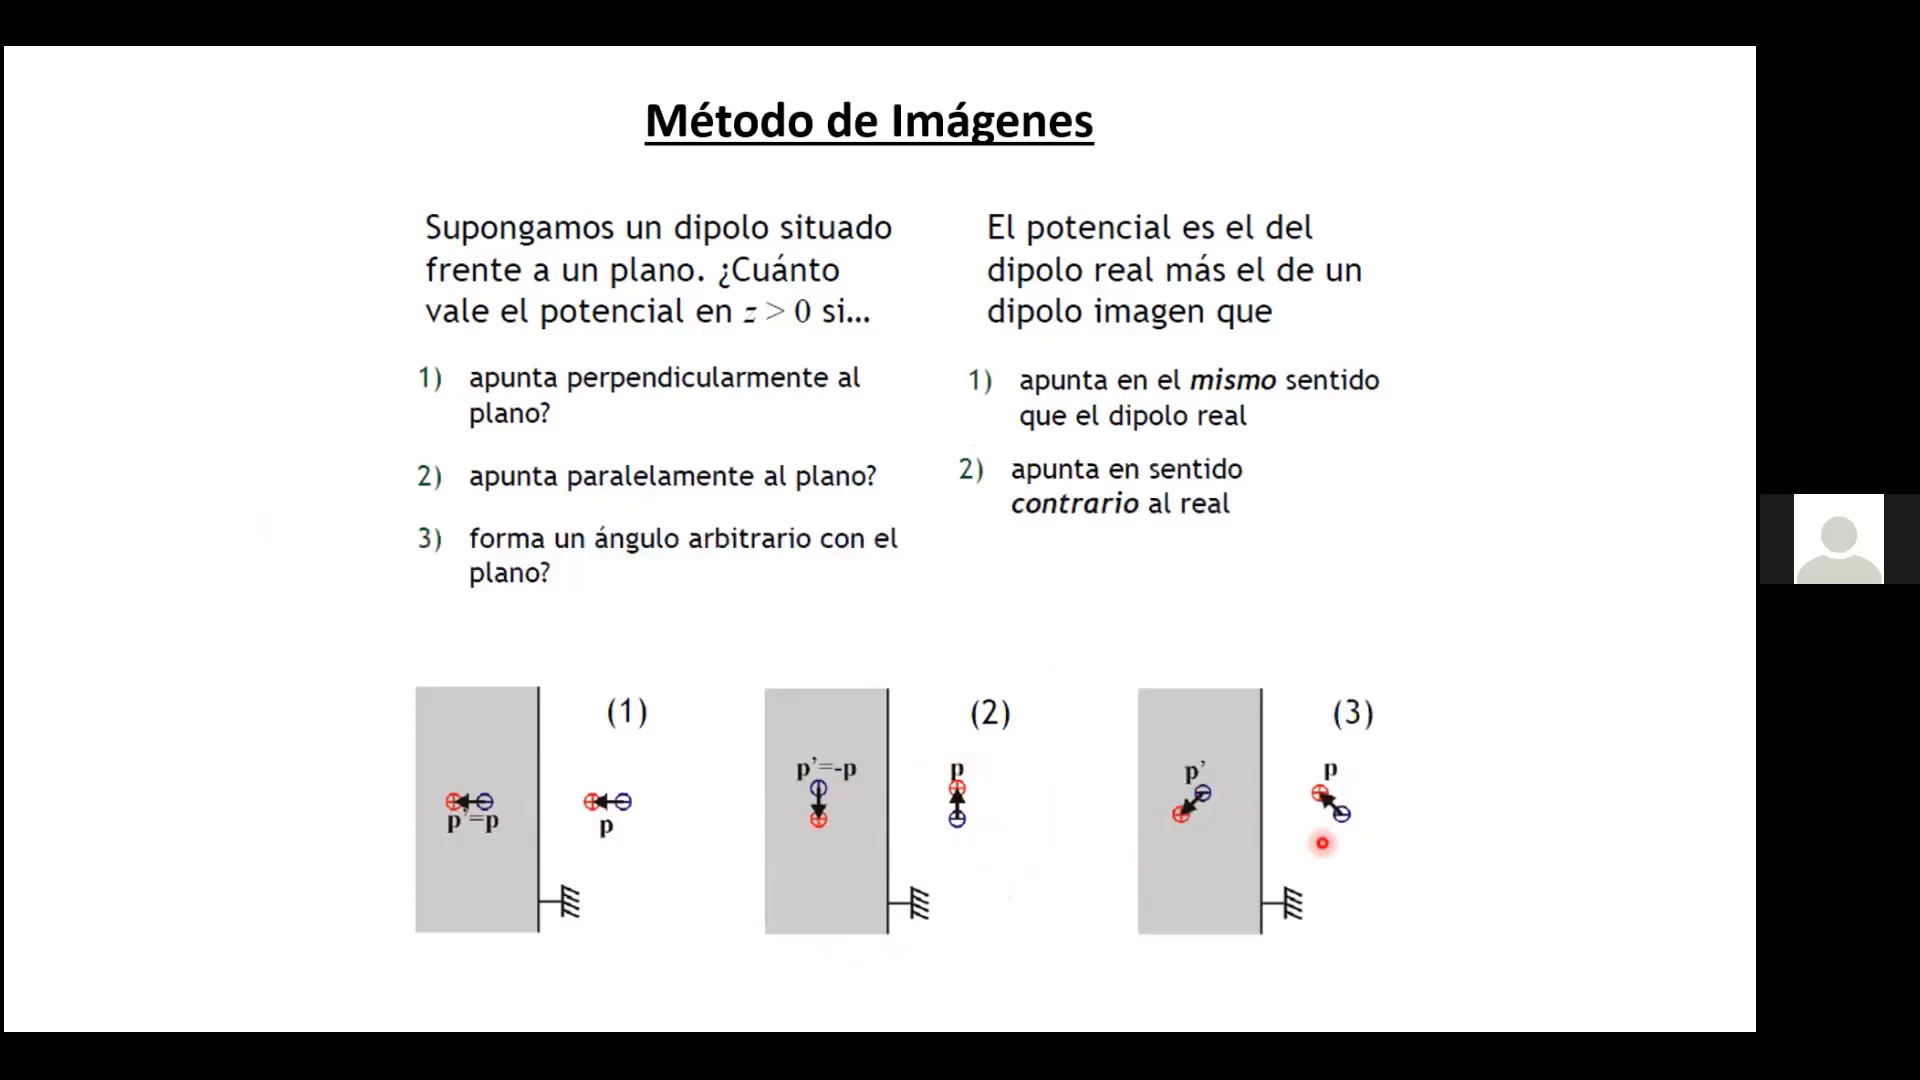 Método de Imágenes
Supongamos un dipolo situado
frente a un plano. ¿Cuánto
vale el potencial en z > 0 si...
1) apunta perpendicularmente al
plano?
2) apunta paralelamente al plano?
3) forma un ángulo arbitrario con el
plano?
El potencial es el del
dipolo real más el de un
dipolo imagen que
1) apunta en el mismo sentido
que el dipolo real
2) apunta en sentido
contrario al real
(1)
p'=p
p
(2)
p'=-p
p
(3)
p'
p